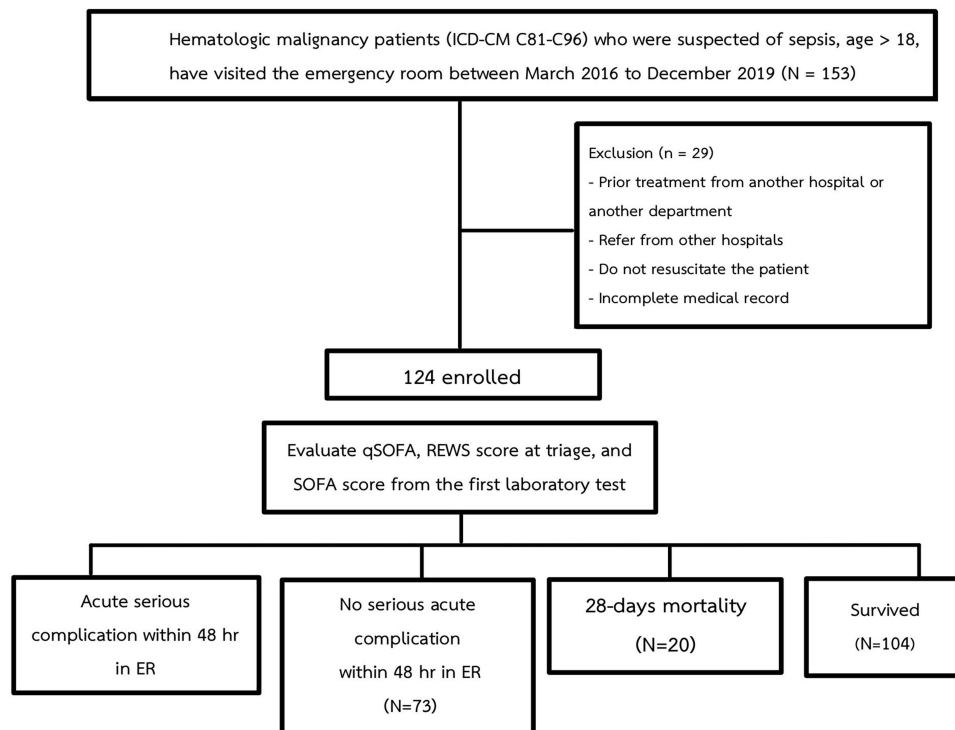 Hematologic malignancy patients (ICD-CM C81-C96) who were suspected of sepsis, age > 18,
have visited the emergency room between March 2016 to December 2019 (N = 153)
Exclusion (n = 29)
- Prior treatment from another hospital or
another department
- Refer from other hospitals
- Do not resuscitate the patient
- Incomplete medical record
124 enrolled
Evaluate qSOFA, REWS score at triage, and
SOFA score from the first laboratory test
Acute serious
complication within 48 hr
in ER
No serious acute
complication
within 48 hr in ER
(N=73)
28-days mortality
(N=20)
Survived
(N=104)